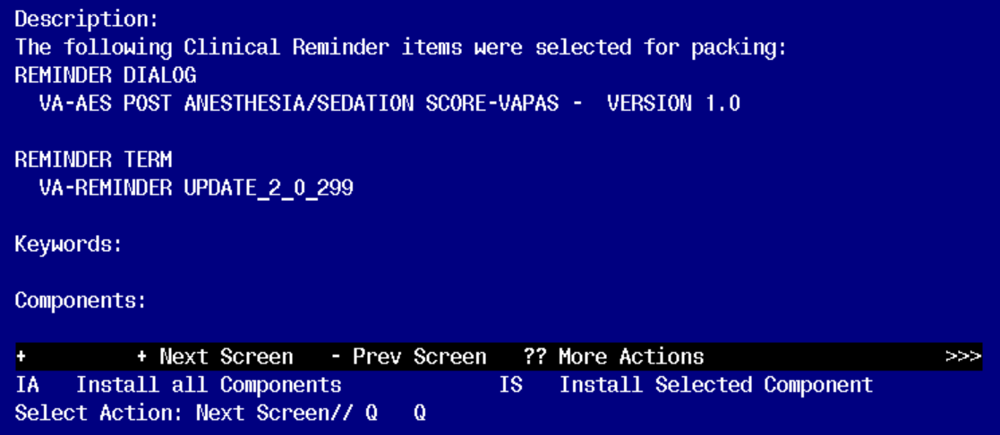 Description:
The following Clinical Reminder items were selected for packing:
REMINDER DIALOG
VA-AES POST ANESTHESIA/SEDATION SCORE-VAPAS - VERSION 1.0
REMINDER TERM
VA-REMINDER UPDATE_2_0_299
Keywords:
Components:
+ + Next Screen - Prev Screen ?? More Actions >>>
IA Install all Components IS Install Selected Component
Select Action: Next Screen// Q Q